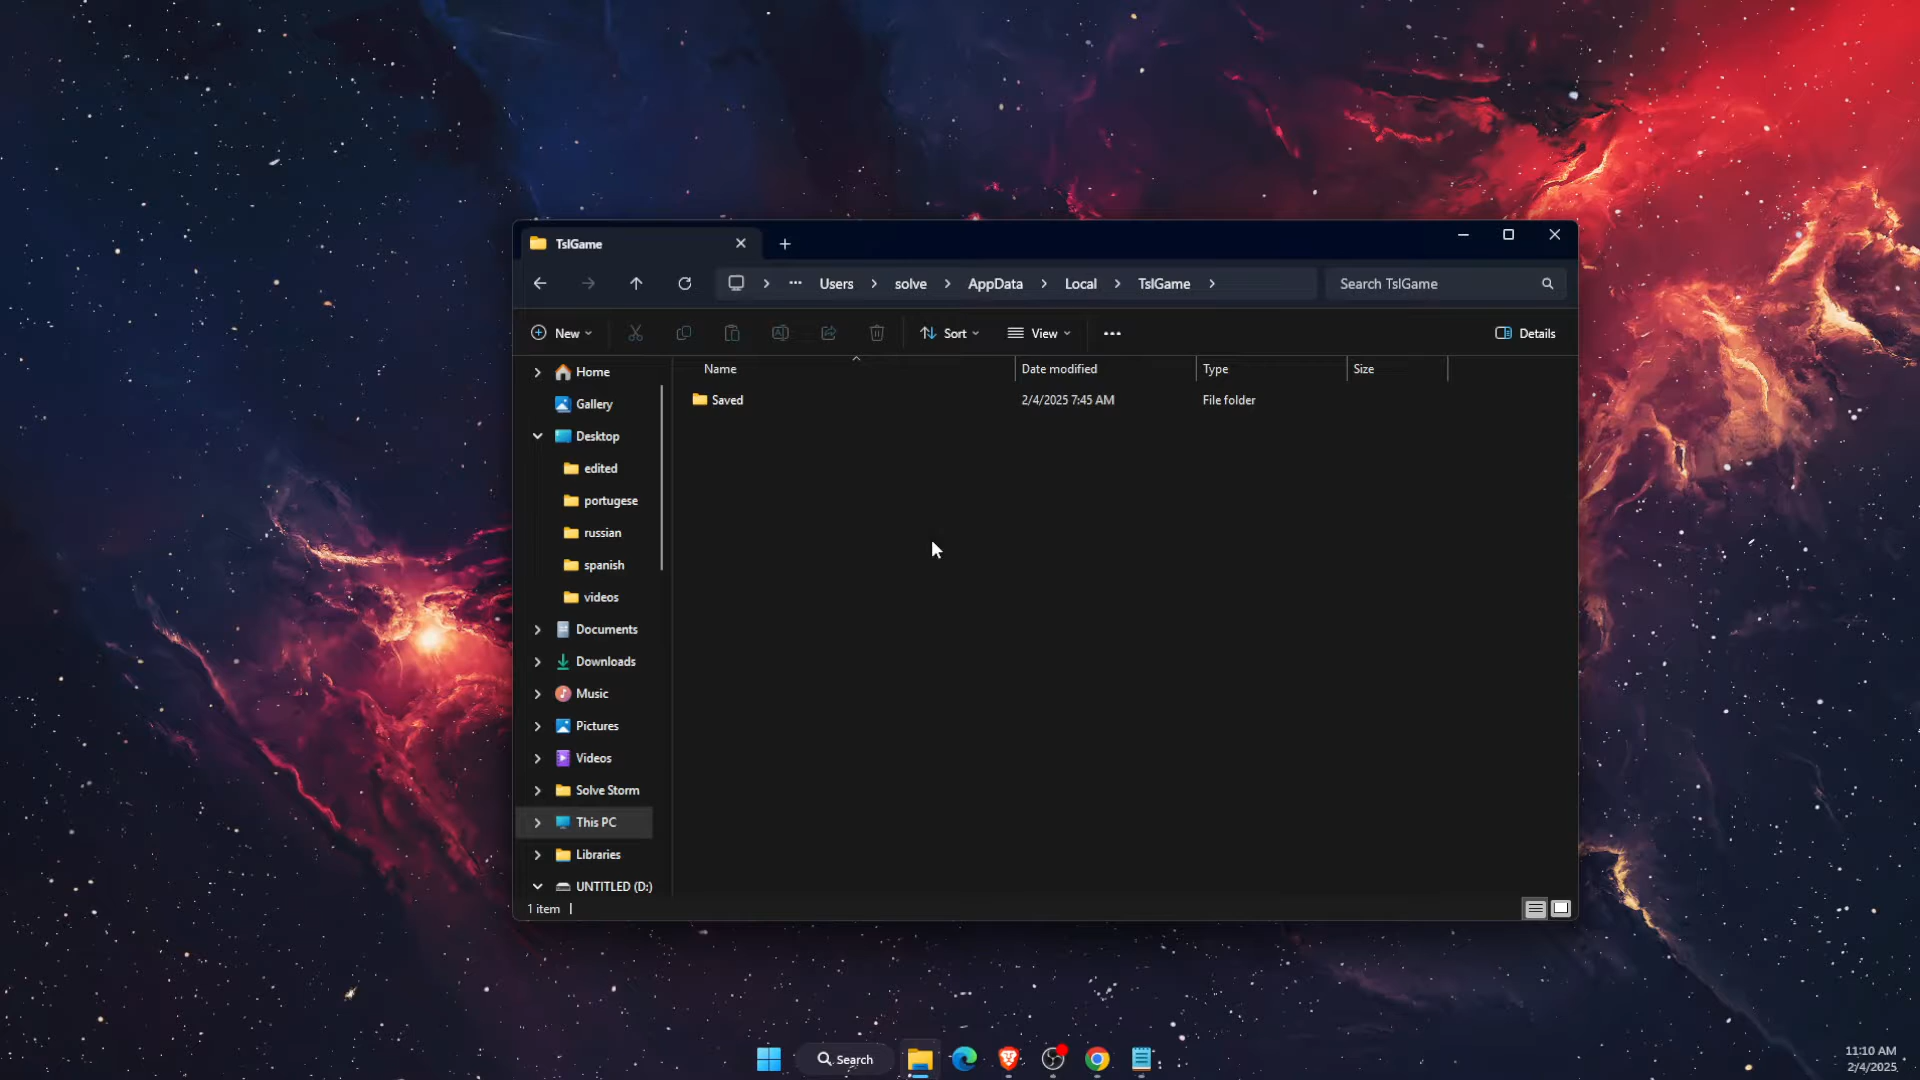 TslGame
Users
solve
AppData
Local
TslGame
Search TslGame
New
Sort
View
Details
Name
Date modified
Type
Size
Saved
2/4/2025 7:45 AM
File folder
Home
Gallery
Desktop
edited
portugese
russian
spanish
videos
Documents
Downloads
Music
Pictures
Videos
Solve Storm
This PC
Libraries
UNTITLED (D:)
1 item
Search
11:10 AM
2/4/2025